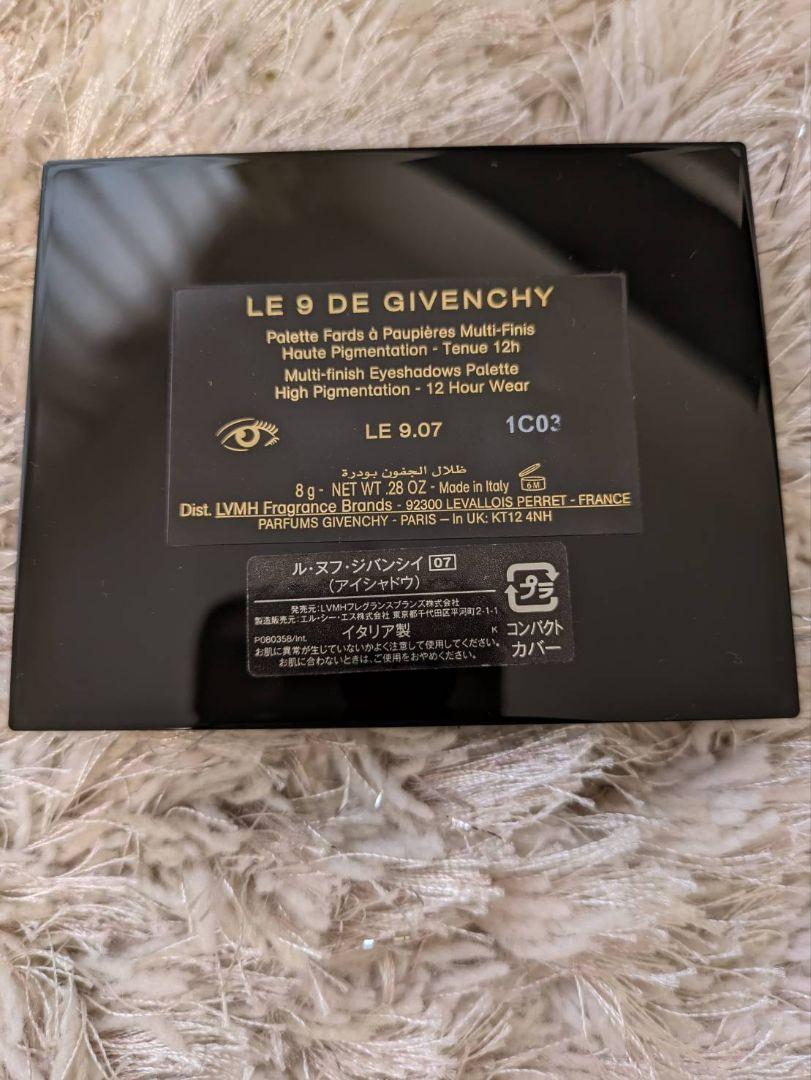 LE 9 DE GIVENCHY
Palette Fards à Paupières Multi-Finis
Haute Pigmentation - Tenue 12h
Multi-finish Eyeshadows Palette
High Pigmentation - 12 Hour Wear
LE 9.07
1C03
ظلال الجفون بودرة
8 g - NET WT .28 OZ - Made in Italy 6M
Dist. LVMH Fragrance Brands - 92300 LEVALLOIS PERRET - FRANCE
PARFUMS GIVENCHY - PARIS — In UK: KT12 4NH
ル・ヌフ・ジバンシイ 07
（アイシャドウ）
発売元：LVMHフレグランスブランズ株式会社
製造販売元：エル・シー・エス株式会社 東京都千代田区平河町2-1-1
P080358/Int. イタリア製 K
お肌に異常が生じていないかよく注意して使用してください。
お肌に合わないときは、ご使用をおやめください。
プラ
コンパクト
カバー